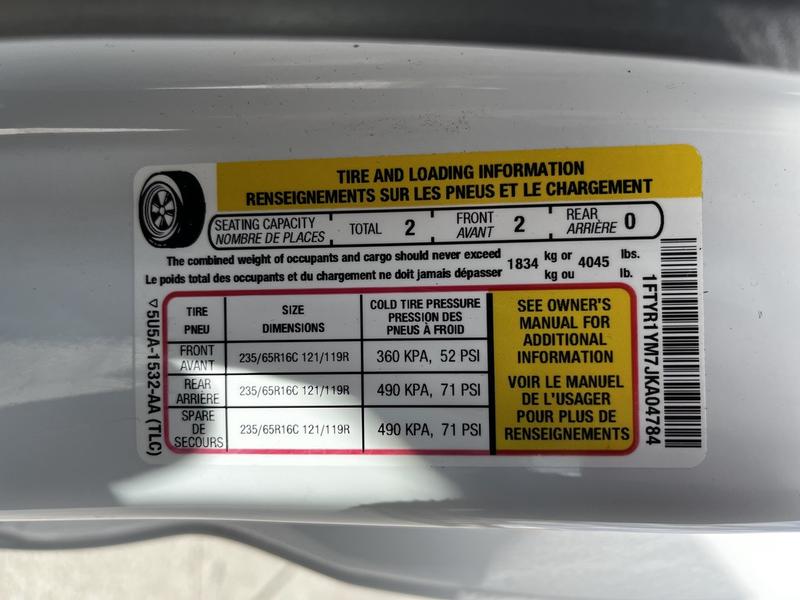 TIRE AND LOADING INFORMATION
RENSEIGNEMENTS SUR LES PNEUS ET LE CHARGEMENT
SEATING CAPACITY
NOMBRE DE PLACES
TOTAL 2
FRONT
AVANT 2
REAR
ARRIÈRE 0
The combined weight of occupants and cargo should never exceed 1834 kg or 4045 lbs.
Le poids total des occupants et du chargement ne doit jamais dépasser kg ou lb.
TIRE
PNEU
SIZE
DIMENSIONS
COLD TIRE PRESSURE
PRESSION DES
PNEUS À FROID
FRONT
AVANT
235/65R16C 121/119R
360 KPA, 52 PSI
REAR
ARRIERE
235/65R16C 121/119R
490 KPA, 71 PSI
SPARE
DE
SECOURS
235/65R16C 121/119R
490 KPA, 71 PSI
SEE OWNER'S
MANUAL FOR
ADDITIONAL
INFORMATION
VOIR LE MANUEL
DE L'USAGER
POUR PLUS DE
RENSEIGNEMENTS
5U5A-1532-AA (TLC)
1FTYR1YM7JKA04784